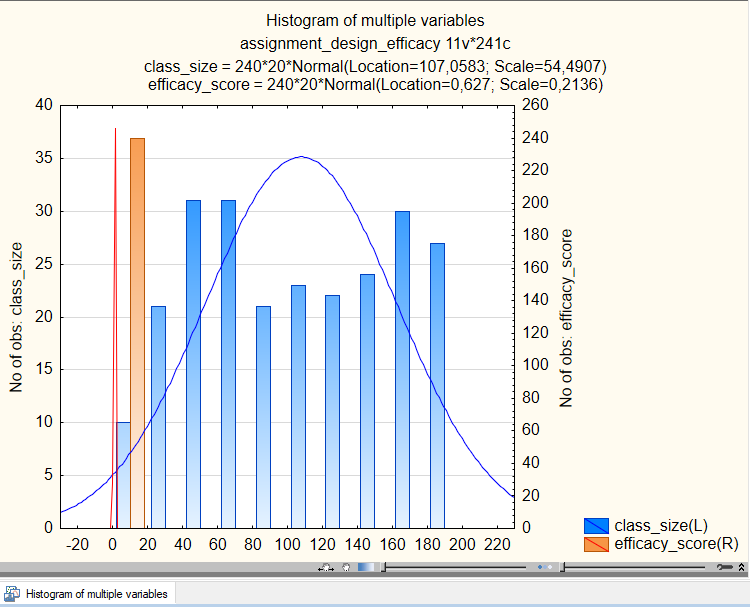 Histogram of multiple variables
assignment_design_efficacy 11v*241c
class_size = 240*20*Normal(Location=107,0583; Scale=54,4907)
efficacy_score = 240*20*Normal(Location=0,627; Scale=0,2136)
No of obs: class_size
40
35
30
25
20
15
10
5
0
-20 0 20 40 60 80 100 120 140 160 180 200 220
260
240
220
200
180
160
140
120
100
80
60
40
20
0
No of obs: efficacy_score
class_size(L)
efficacy_score(R)
Histogram of multiple variables